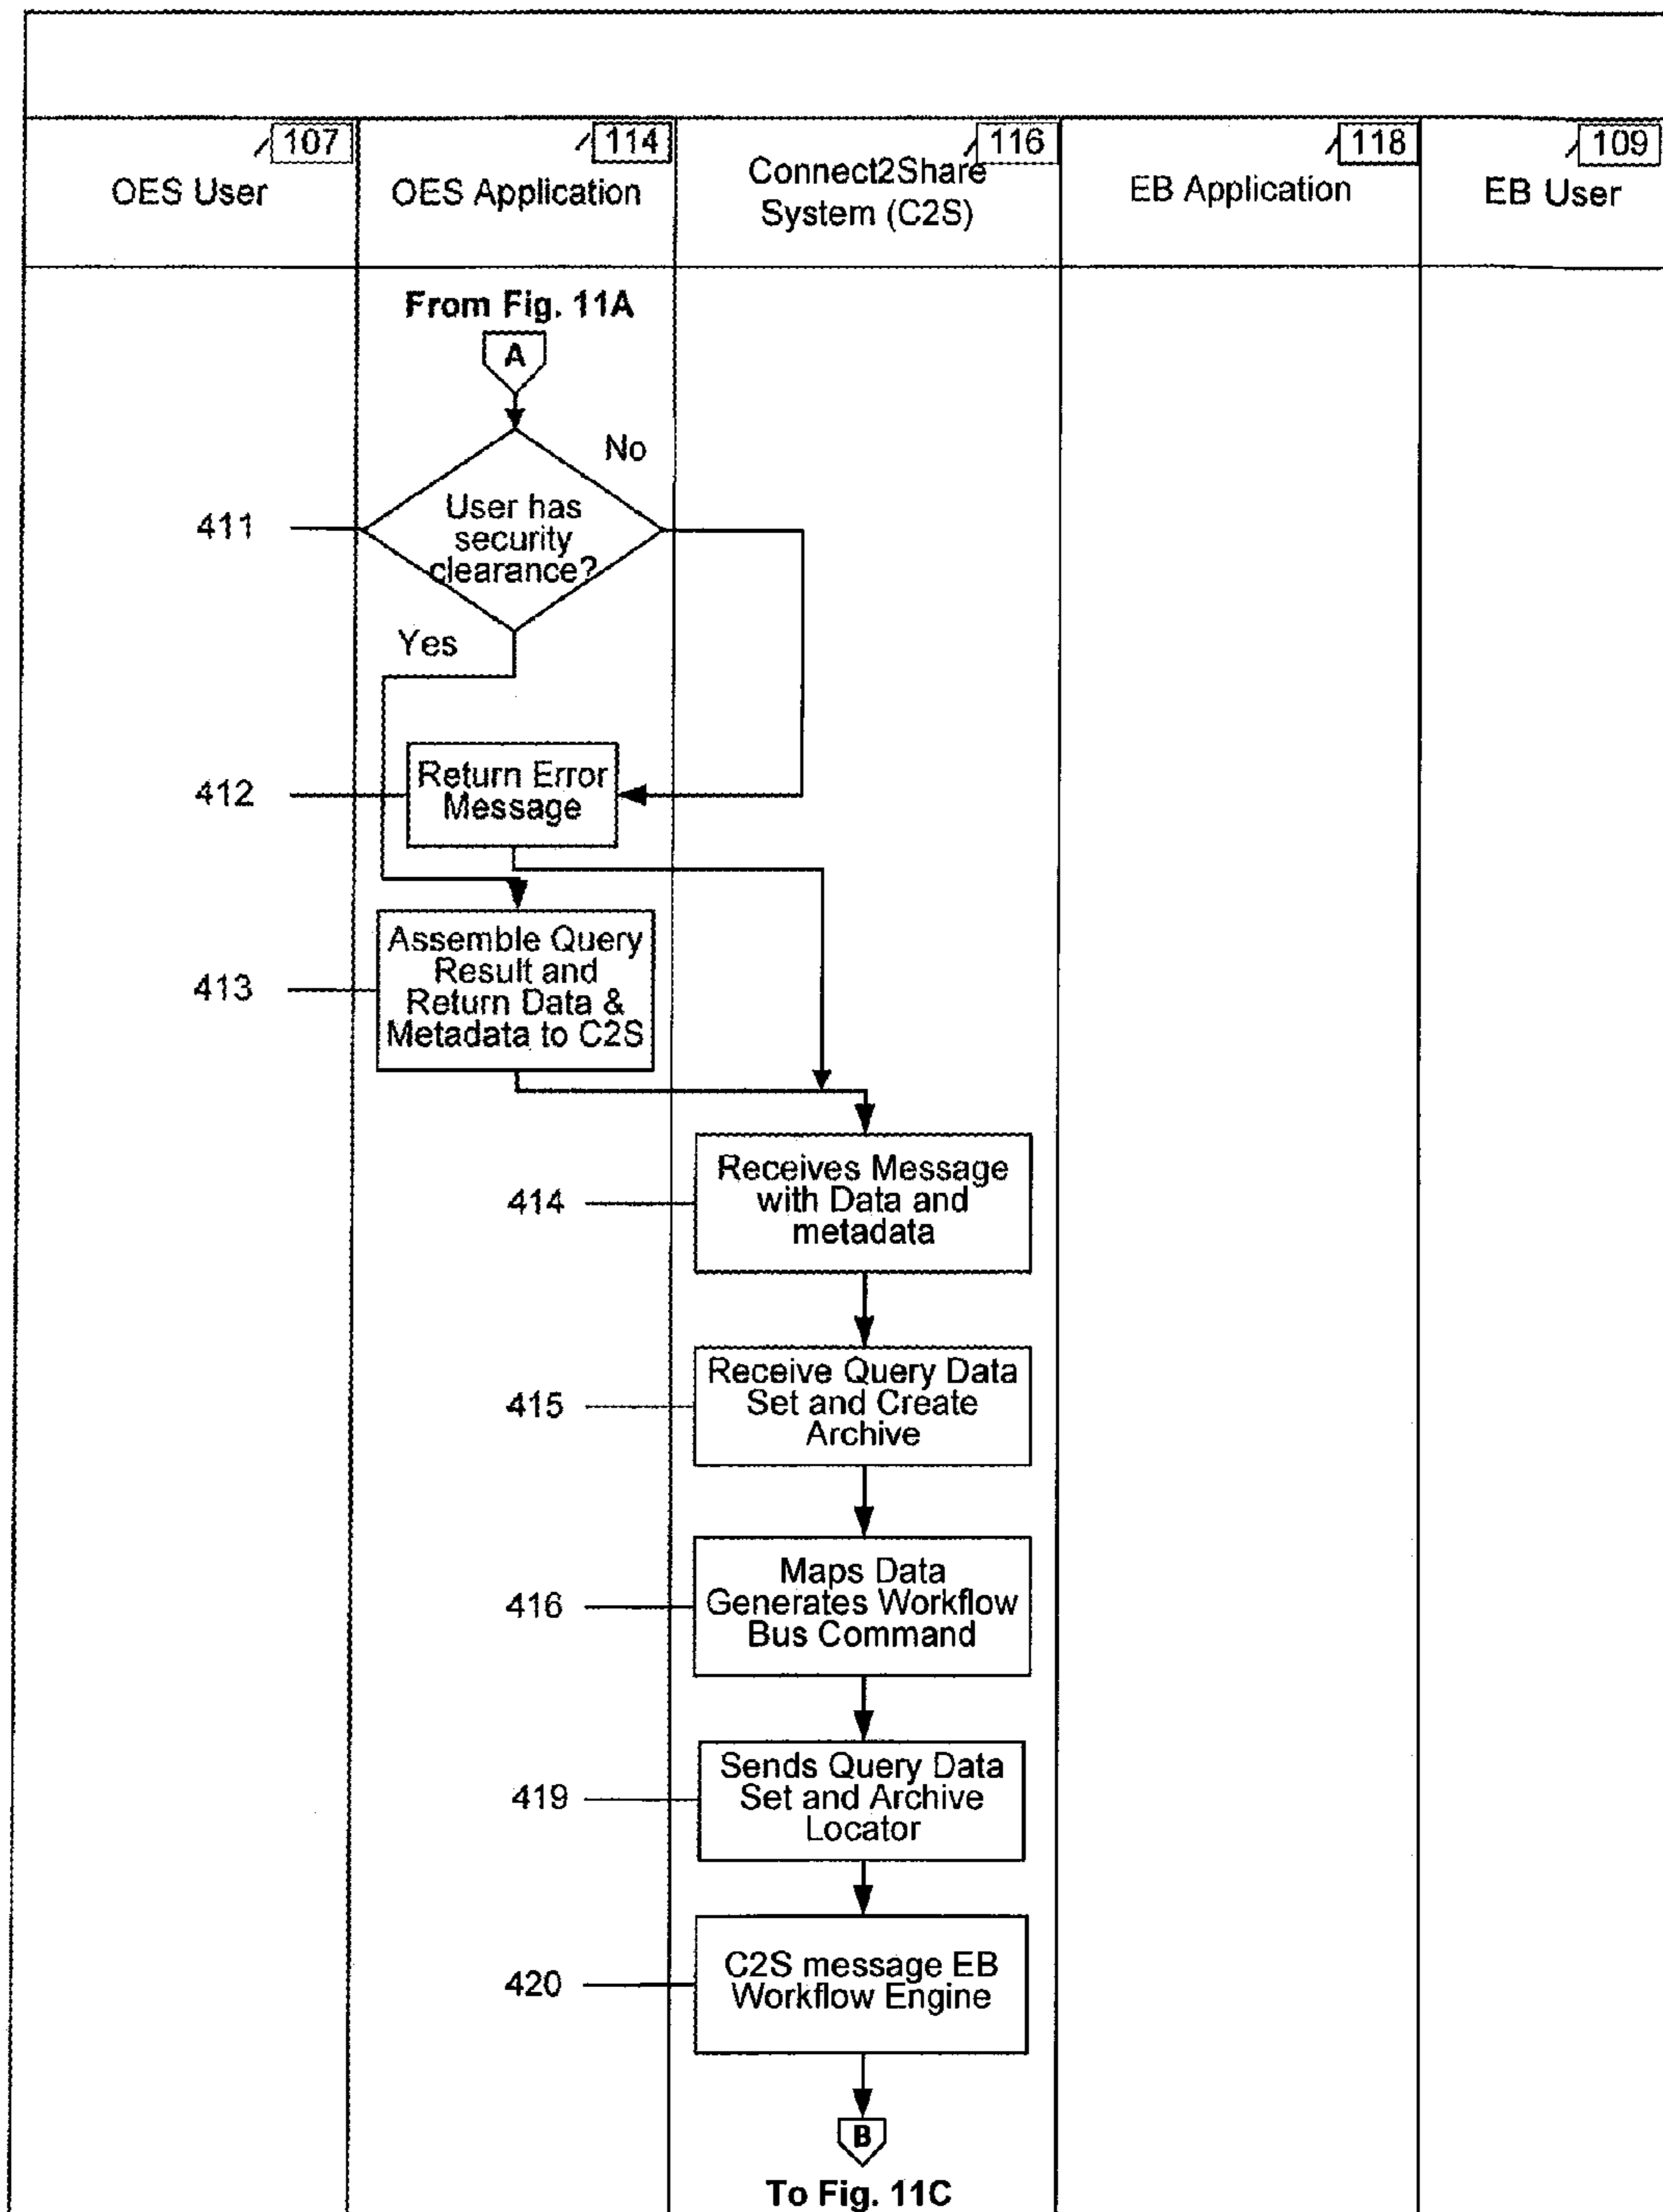 107
OES User
114
OES Application
116
Connect2Share
System (C2S)
118
EB Application
109
EB User
From Fig. 11A
A
No
User has
security
clearance?
411
Yes
Return Error
Message
412
Assemble Query
Result and
Return Data &
Metadata to C2S
413
Receives Message
with Data and
metadata
414
Receive Query Data
Set and Create
Archive
415
Maps Data
Generates Workflow
Bus Command
416
Sends Query Data
Set and Archive
Locator
419
C2S message EB
Workflow Engine
420
B
To Fig. 11C